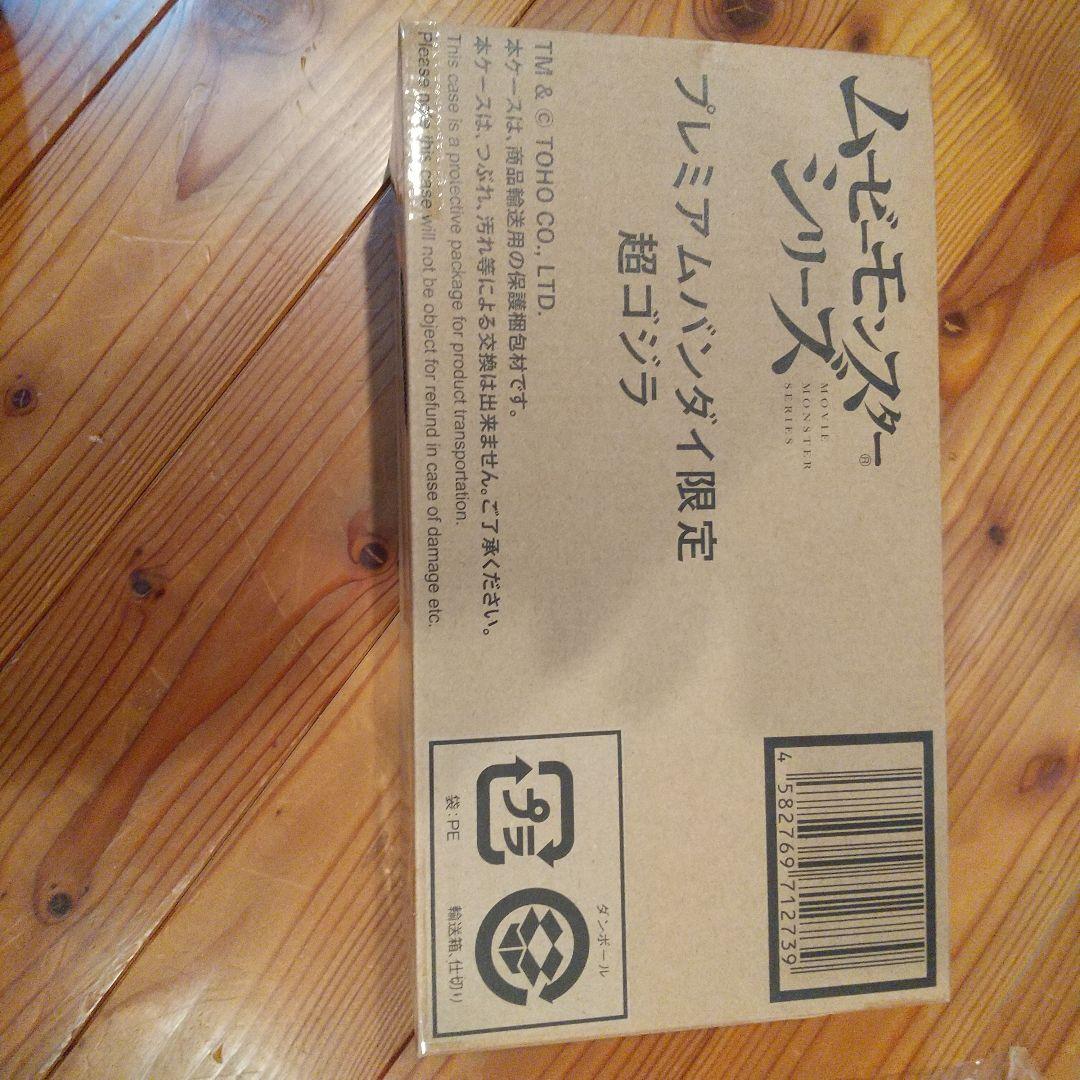 ムービーモンスター®
シリーズ
MOVIE
MONSTER
SERIES
プレミアムバンダイ限定
超ゴジラ
TM & © TOHO CO., LTD.
本ケースは、商品輸送用の保護梱包材です。
本ケースは、つぶれ、汚れ等による交換は出来ません。ご了承ください。
This case is a protective package for product transportation.
Please note this case will not be object for refund in case of damage etc.
4 582769 712739
ダンボール
プラ
袋:PE
輸送箱、仕切り